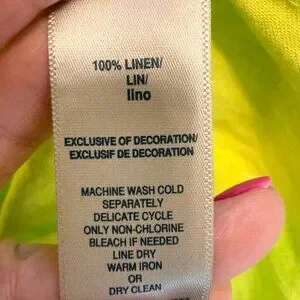 100% LINEN/
LIN/
lino
EXCLUSIVE OF DECORATION/
EXCLUSIF DE DECORATION
MACHINE WASH COLD
SEPARATELY
DELICATE CYCLE
ONLY NON-CHLORINE
BLEACH IF NEEDED
LINE DRY
WARM IRON
OR
DRY CLEAN